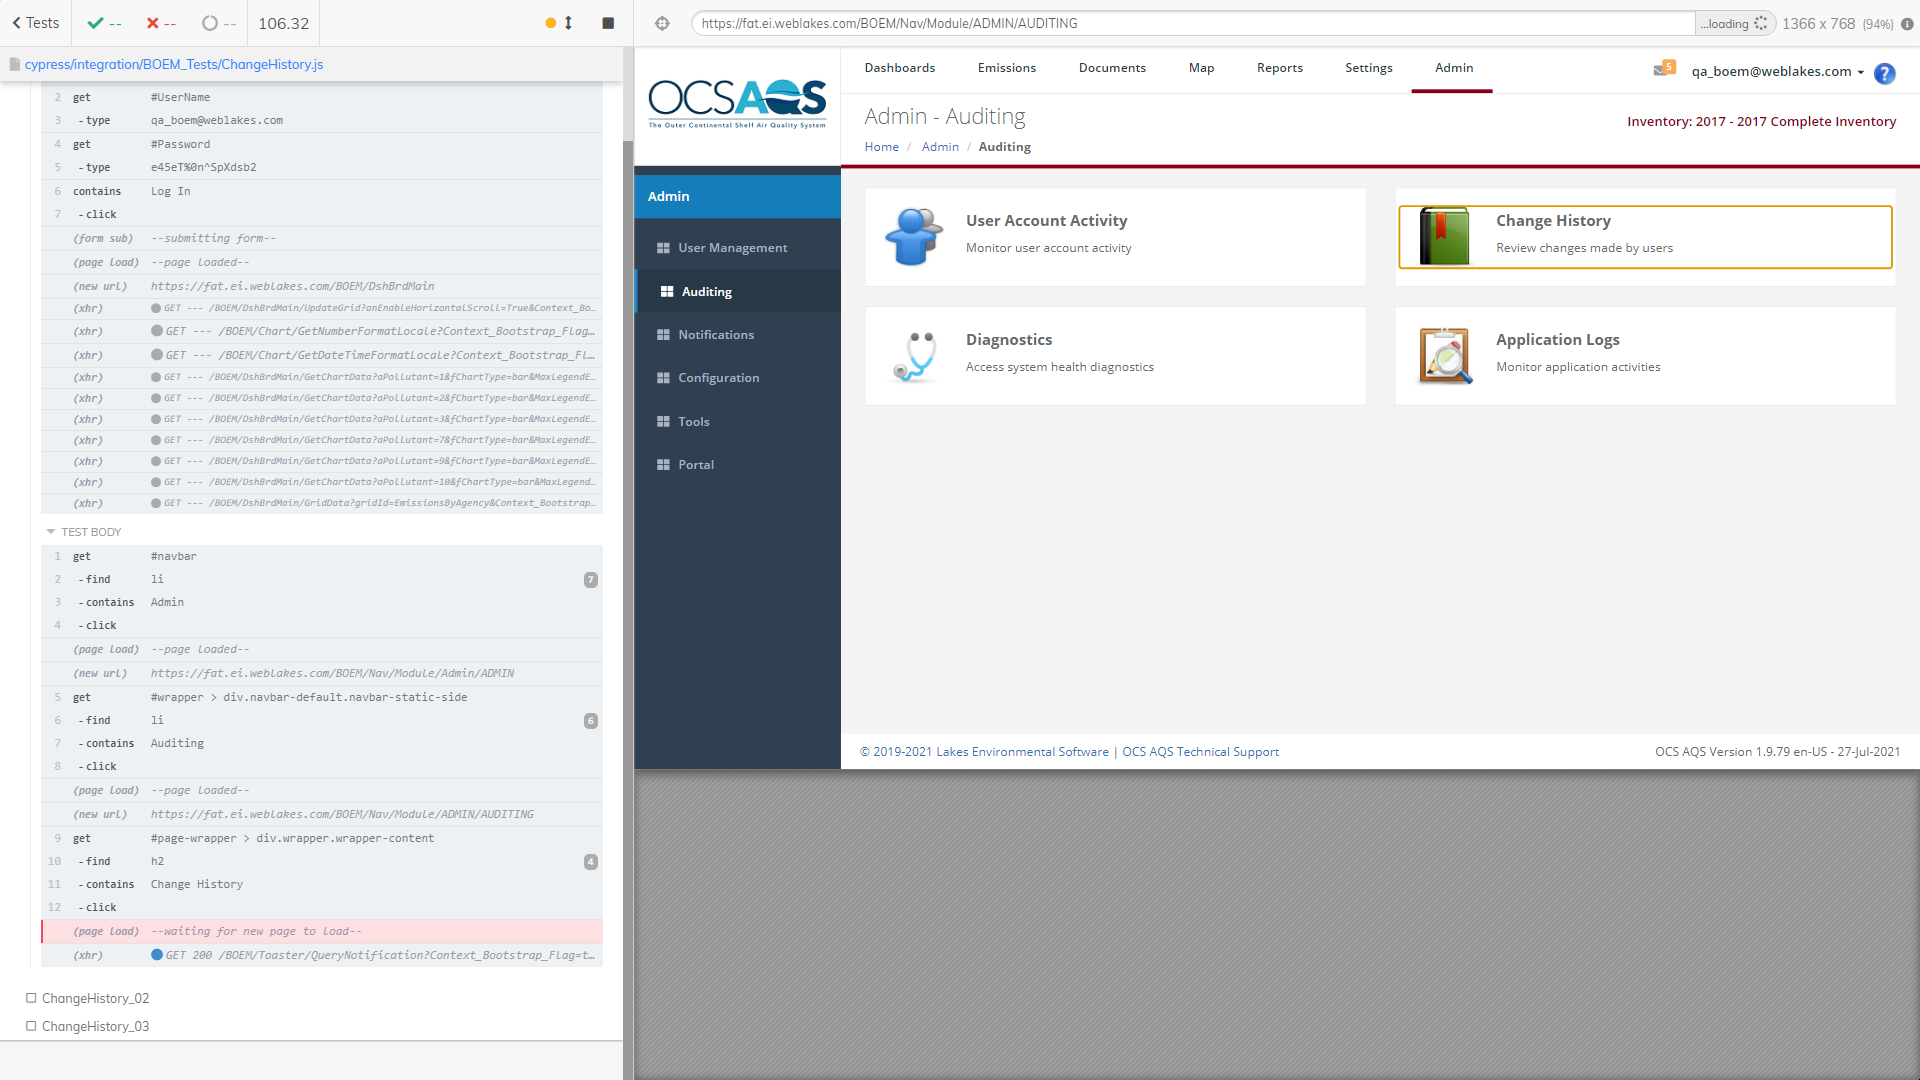 Tests
--
--
--
106.32
cypress/integration/BOEM_Tests/ChangeHistory.js
2 get #UserName
3 -type qa_boem@weblakes.com
4 get #Password
5 -type e45eT%0n^SpXdsb2
6 contains Log In
7 -click
(form sub) --submitting form--
(page load) --page loaded--
(new url) https://fat.ei.weblakes.com/BOEM/DshBrdMain
(xhr) GET --- /BOEM/DshBrdMain/UpdateGrid?anEnableHorizontalScroll=True&Context_Bo...
(xhr) GET --- /BOEM/Chart/GetNumberFormatLocale?Context_Bootstrap_Flag...
(xhr) GET --- /BOEM/Chart/GetDateTimeFormatLocale?Context_Bootstrap_Fl...
(xhr) GET --- /BOEM/DshBrdMain/GetChartData?aPollutant=1&fChartType=bar&MaxLegendE...
(xhr) GET --- /BOEM/DshBrdMain/GetChartData?aPollutant=2&fChartType=bar&MaxLegendE...
(xhr) GET --- /BOEM/DshBrdMain/GetChartData?aPollutant=3&fChartType=bar&MaxLegendE...
(xhr) GET --- /BOEM/DshBrdMain/GetChartData?aPollutant=7&fChartType=bar&MaxLegendE...
(xhr) GET --- /BOEM/DshBrdMain/GetChartData?aPollutant=9&fChartType=bar&MaxLegendE...
(xhr) GET --- /BOEM/DshBrdMain/GetChartData?aPollutant=10&fChartType=bar&MaxLegend...
(xhr) GET --- /BOEM/DshBrdMain/GridData?gridId=EmissionsByAgency&Context_Bootstrap...
TEST BODY
1 get #navbar
2 -find li 7
3 -contains Admin
4 -click
(page load) --page loaded--
(new url) https://fat.ei.weblakes.com/BOEM/Nav/Module/Admin/ADMIN
5 get #wrapper > div.navbar-default.navbar-static-side
6 -find li 6
7 -contains Auditing
8 -click
(page load) --page loaded--
(new url) https://fat.ei.weblakes.com/BOEM/Nav/Module/ADMIN/AUDITING
9 get #page-wrapper > div.wrapper.wrapper-content
10 -find h2 4
11 -contains Change History
12 -click
(page load) --waiting for new page to load--
(xhr) GET 200 /BOEM/Toaster/QueryNotification?Context_Bootstrap_Flag=t...
ChangeHistory_02
ChangeHistory_03
https://fat.ei.weblakes.com/BOEM/Nav/Module/ADMIN/AUDITING
...loading
1366 x 768 (94%)
OCSAQS
The Outer Continental Shelf Air Quality System
Dashboards Emissions Documents Map Reports Settings Admin
5
qa_boem@weblakes.com
?
Admin - Auditing
Inventory: 2017 - 2017 Complete Inventory
Home / Admin / Auditing
Admin
User Management
Auditing
Notifications
Configuration
Tools
Portal
User Account Activity
Monitor user account activity
Change History
Review changes made by users
Diagnostics
Access system health diagnostics
Application Logs
Monitor application activities
© 2019-2021 Lakes Environmental Software | OCS AQS Technical Support
OCS AQS Version 1.9.79 en-US - 27-Jul-2021